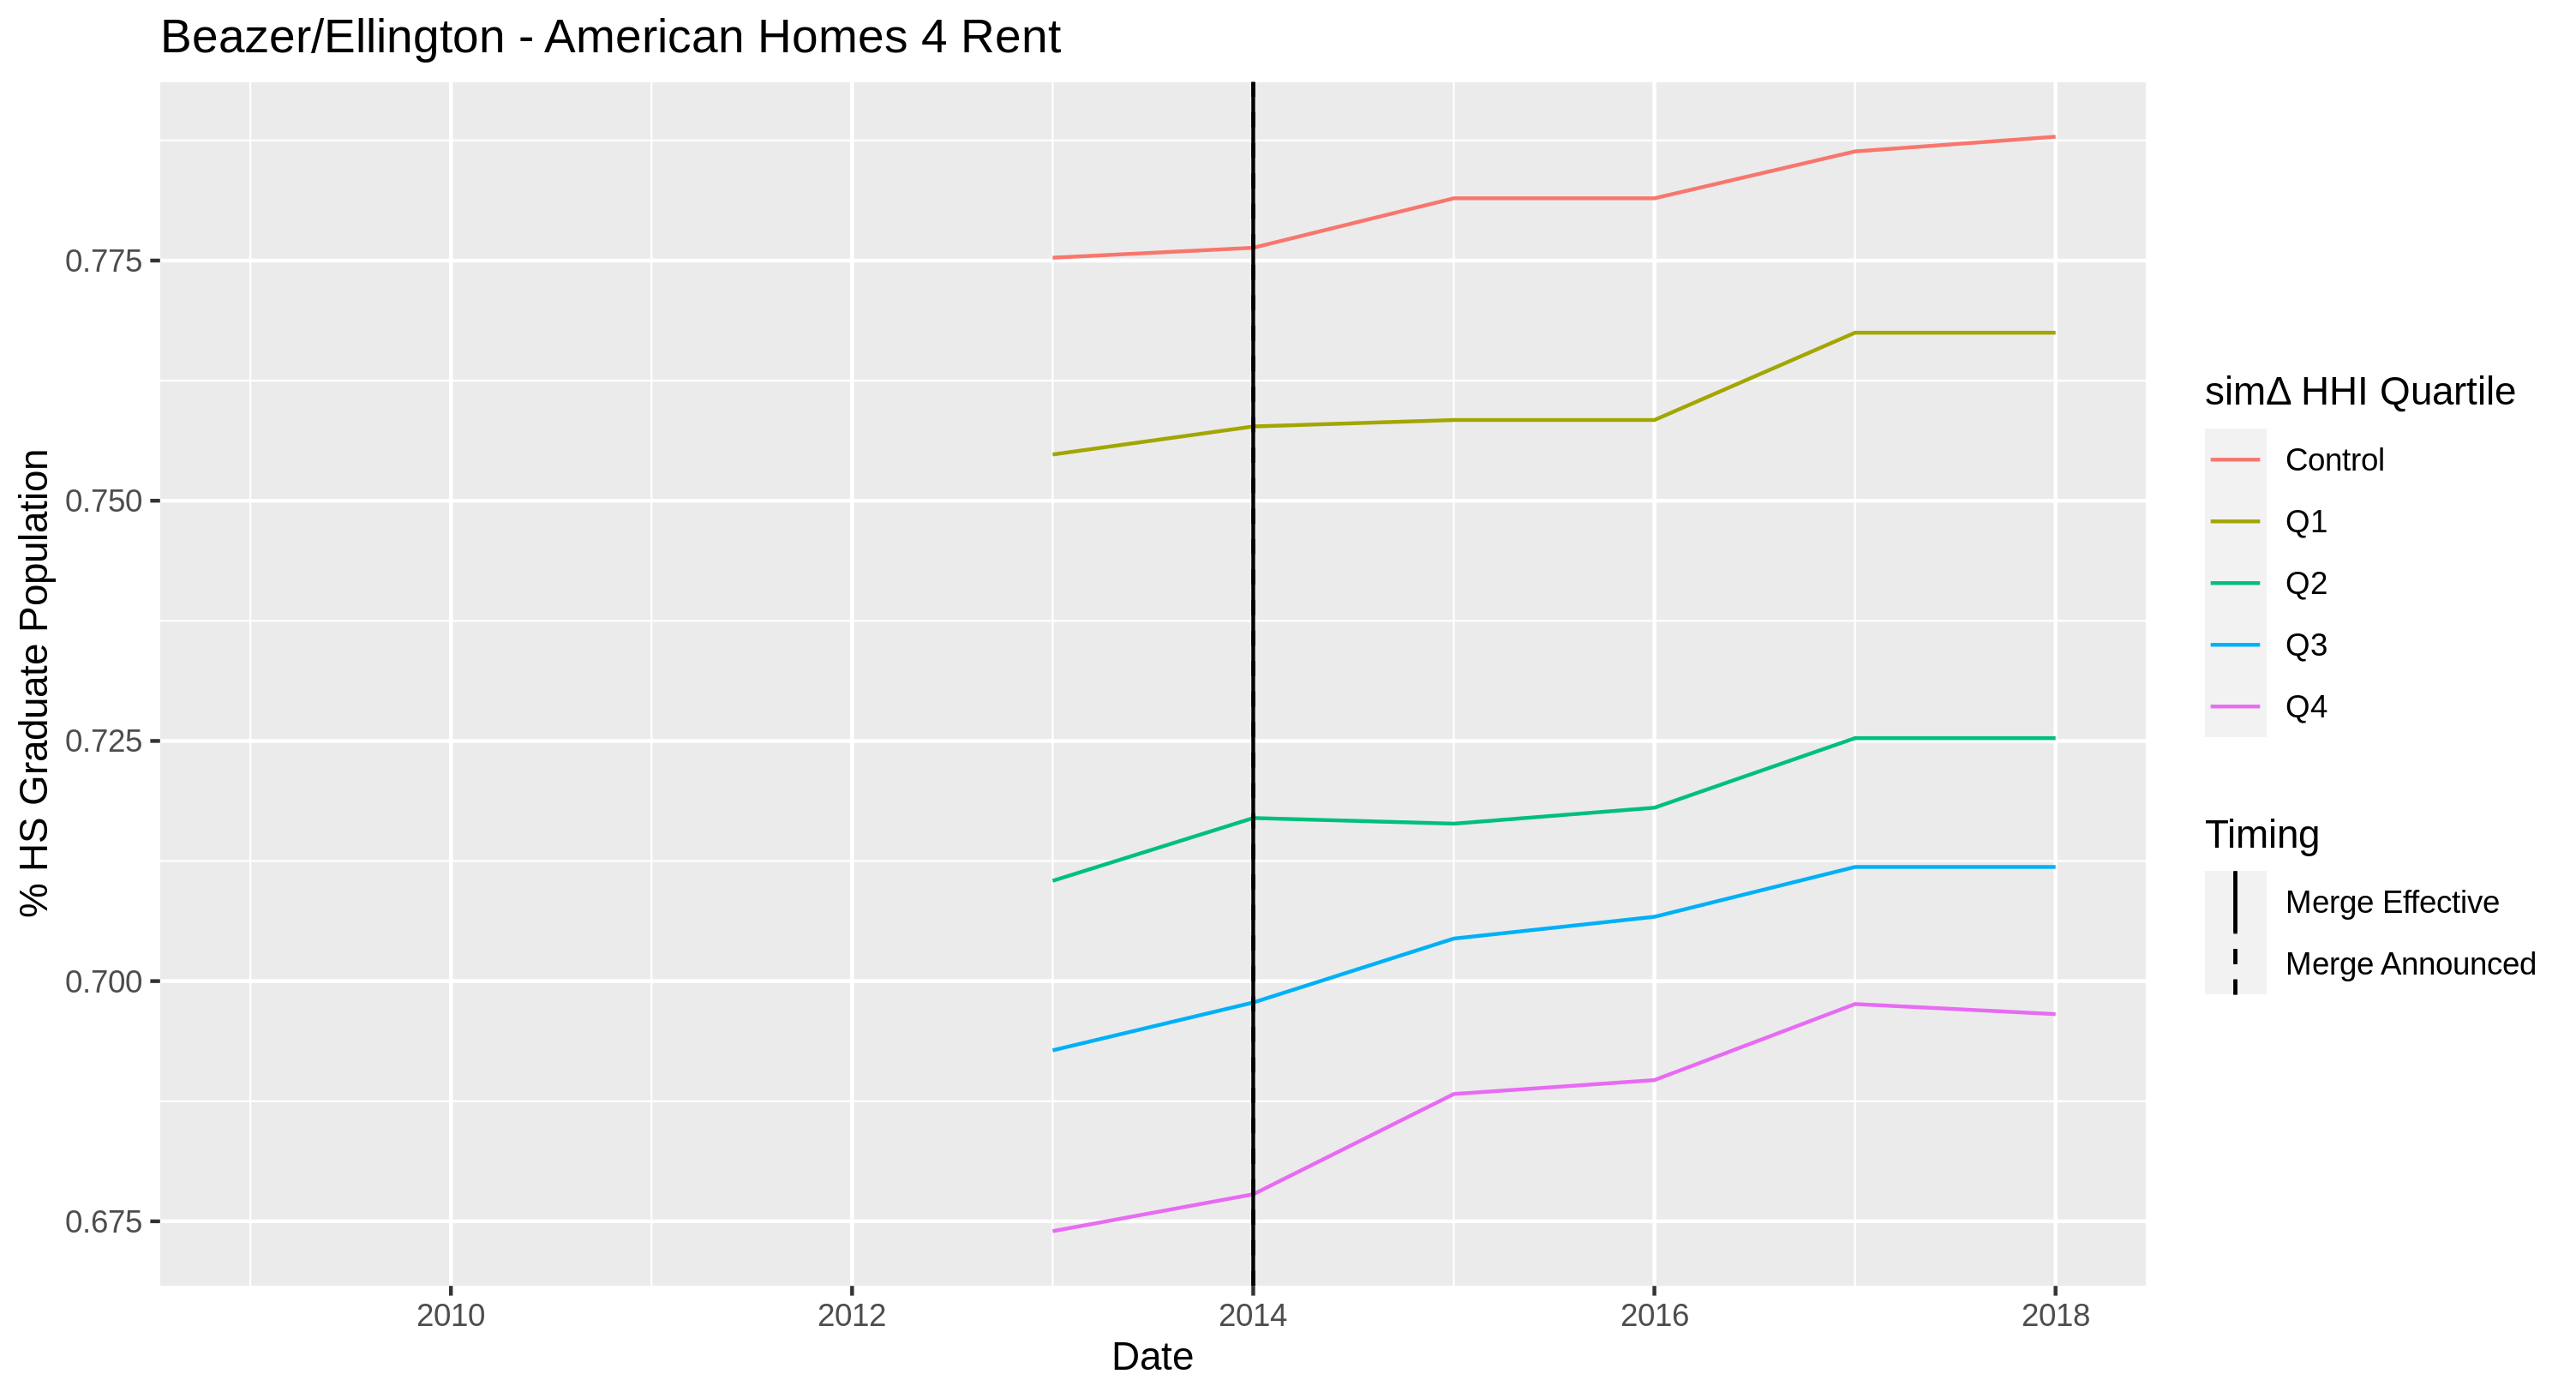 Beazer/Ellington - American Homes 4 Rent
% HS Graduate Population
0.775
0.750
0.725
0.700
0.675
2010
2012
2014
2016
2018
Date
simΔ HHI Quartile
Control
Q1
Q2
Q3
Q4
Timing
Merge Effective
Merge Announced